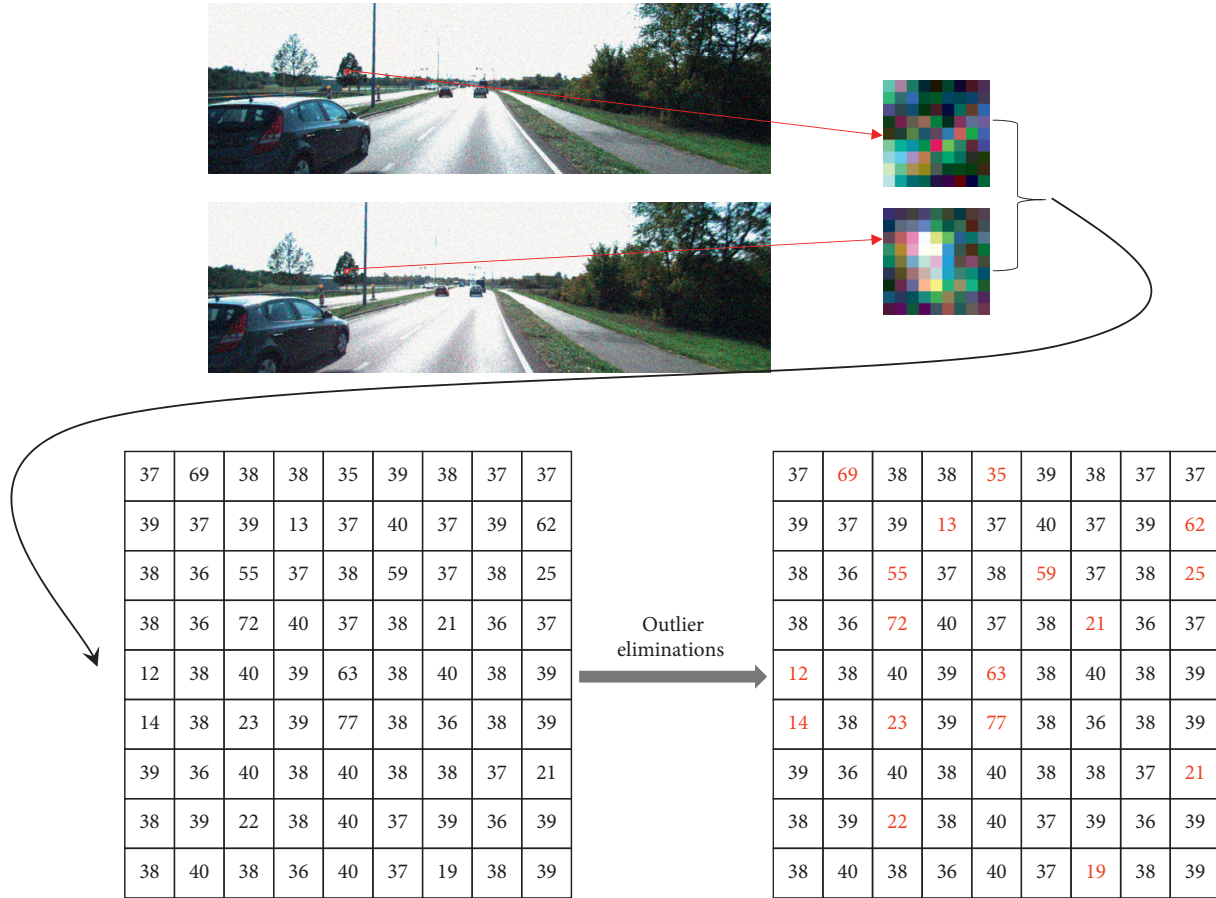 37 69 38 38 35 39 38 37 37
39 37 39 13 37 40 37 39 62
38 36 55 37 38 59 37 38 25
38 36 72 40 37 38 21 36 37
12 38 40 39 63 38 40 38 39
14 38 23 39 77 38 36 38 39
39 36 40 38 40 38 38 37 21
38 39 22 38 40 37 39 36 39
38 40 38 36 40 37 19 38 39
Outlier
eliminations
37 69 38 38 35 39 38 37 37
39 37 39 13 37 40 37 39 62
38 36 55 37 38 59 37 38 25
38 36 72 40 37 38 21 36 37
12 38 40 39 63 38 40 38 39
14 38 23 39 77 38 36 38 39
39 36 40 38 40 38 38 37 21
38 39 22 38 40 37 39 36 39
38 40 38 36 40 37 19 38 39